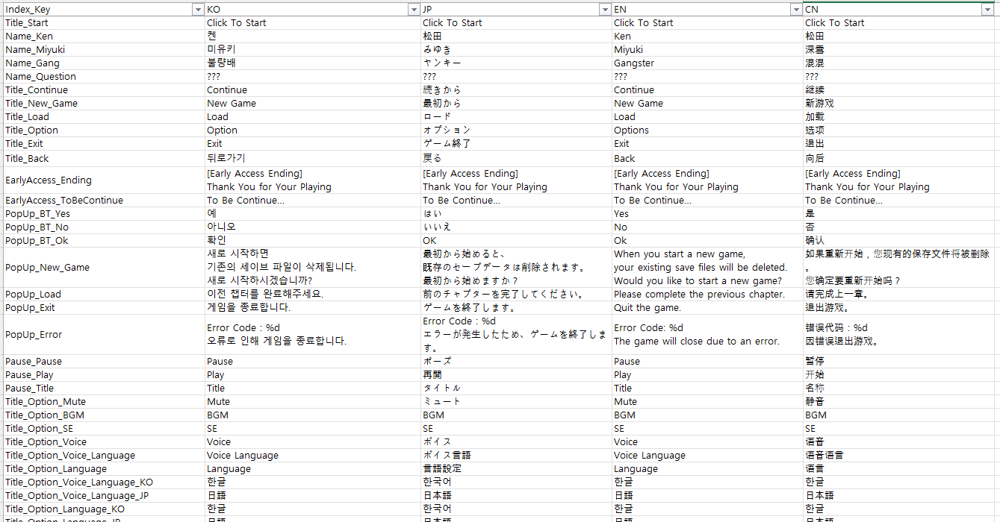 Index_Key KO JP EN CN
Title_Start Click To Start Click To Start Click To Start Click To Start
Name_Ken 켄 松田 Ken 松田
Name_Miyuki 미유키 みゆき Miyuki 深雪
Name_Gang 불량배 ヤンキー Gangster 混混
Name_Question ??? ??? ??? ???
Title_Continue Continue 続きから Continue 继续
Title_New_Game New Game 最初から New Game 新游戏
Title_Load Load ロード Load 加载
Title_Option Option オプション Options 选项
Title_Exit Exit ゲーム終了 Exit 退出
Title_Back 뒤로가기 戻る Back 向后
EarlyAccess_Ending
[Early Access Ending] [Early Access Ending] [Early Access Ending] [Early Access Ending]
Thank You for Your Playing Thank You for Your Playing Thank You for Your Playing Thank You for Your Playing
EarlyAccess_ToBeContinue To Be Continue... To Be Continue... To Be Continue... To Be Continue...
PopUp_BT_Yes 예 はい Yes 是
PopUp_BT_No 아니오 いいえ No 否
PopUp_BT_Ok 확인 OK Ok 确认
PopUp_New_Game
새로 시작하면
기존의 세이브 파일이 삭제됩니다.
새로 시작하시겠습니까?
最初から始めると、
既存のセーブデータは削除されます。
最初から始めますか？
When you start a new game,
your existing save files will be deleted.
Would you like to start a new game?
如果重新开始，您现有的保存文件将被删除
。
您确定要重新开始吗？
PopUp_Load 이전 챕터를 완료해주세요. 前のチャプターを完了してください。 Please complete the previous chapter. 请完成上一章。
PopUp_Exit 게임을 종료합니다. ゲームを終了します。 Quit the game. 退出游戏。
PopUp_Error
Error Code : %d
오류로 인해 게임을 종료합니다.
Error Code : %d
エラーが発生したため、ゲームを終了しま
す。
Error Code: %d
The game will close due to an error.
错误代码：%d
因错误退出游戏。
Pause_Pause Pause ポーズ Pause 暂停
Pause_Play Play 再開 Play 开始
Pause_Title Title タイトル Title 名称
Title_Option_Mute Mute ミュート Mute 静音
Title_Option_BGM BGM BGM BGM BGM
Title_Option_SE SE SE SE SE
Title_Option_Voice Voice ボイス Voice 语音
Title_Option_Voice_Language Voice Language ボイス言語 Voice Language 语音语言
Title_Option_Language Language 言語設定 Language 语言
Title_Option_Voice_Language_KO 한글 한국어 한글 한글
Title_Option_Voice_Language_JP 日語 日本語 日語 日本語
Title_Option_Language_KO 한글 한국어 한글 한글
Title_Option_Language_JP 日語 日本語 日語 日本語